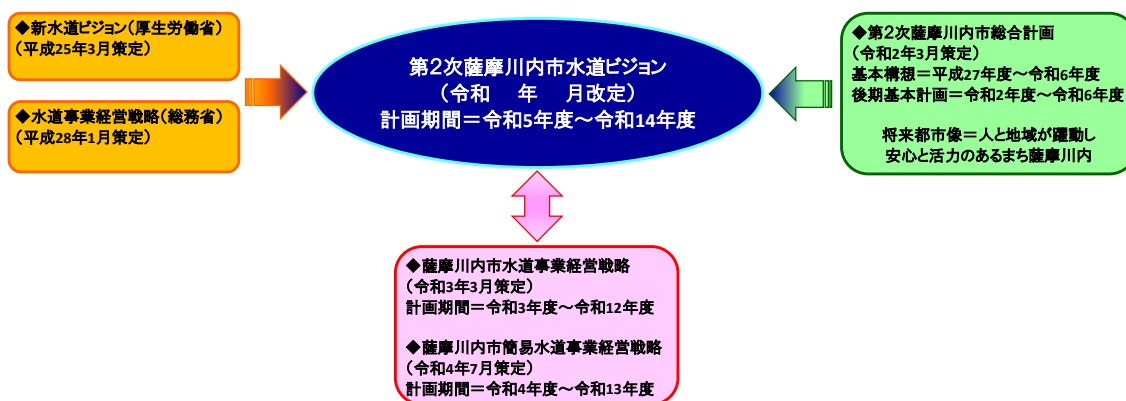 ◆新水道ビジョン（厚生労働省）
（平成25年3月策定）
◆水道事業経営戦略（総務省）
（平成28年1月策定）
第2次薩摩川内市水道ビジョン
（令和　年　月改定）
計画期間＝令和5年度～令和14年度
◆第2次薩摩川内市総合計画
（令和2年3月策定）
基本構想＝平成27年度～令和6年度
後期基本計画＝令和2年度～令和6年度
将来都市像＝人と地域が躍動し
安心と活力のあるまち薩摩川内
◆薩摩川内市水道事業経営戦略
（令和3年3月策定）
計画期間＝令和3年度～令和12年度
◆薩摩川内市簡易水道事業経営戦略
（令和4年7月策定）
計画期間＝令和4年度～令和13年度